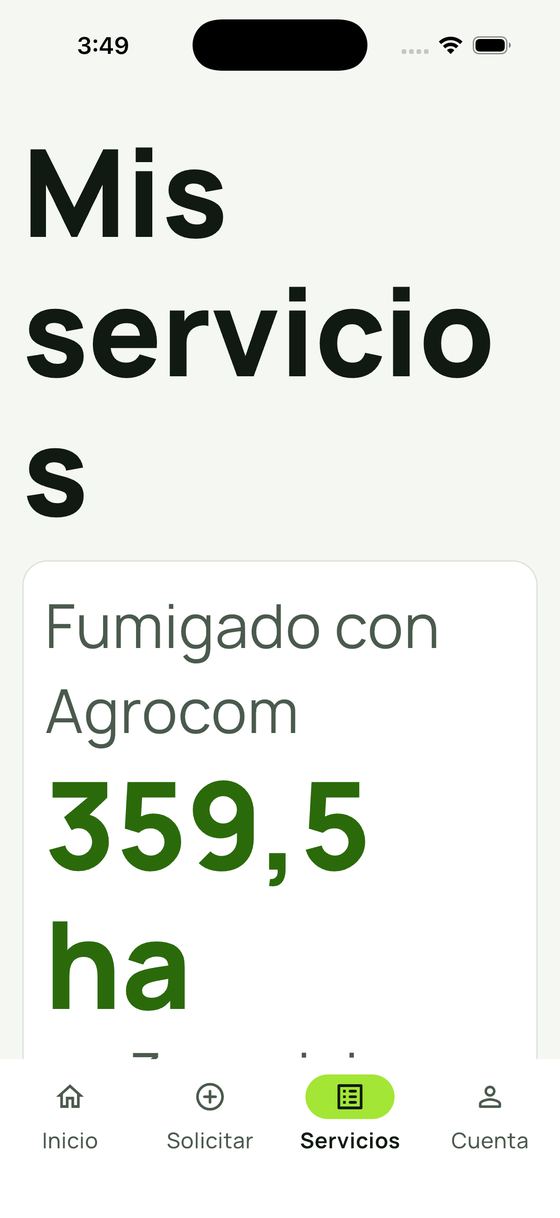 3:49
Mis
servicio
s
Fumigado con
Agrocom
359,5
ha
Inicio
Solicitar
Servicios
Cuenta